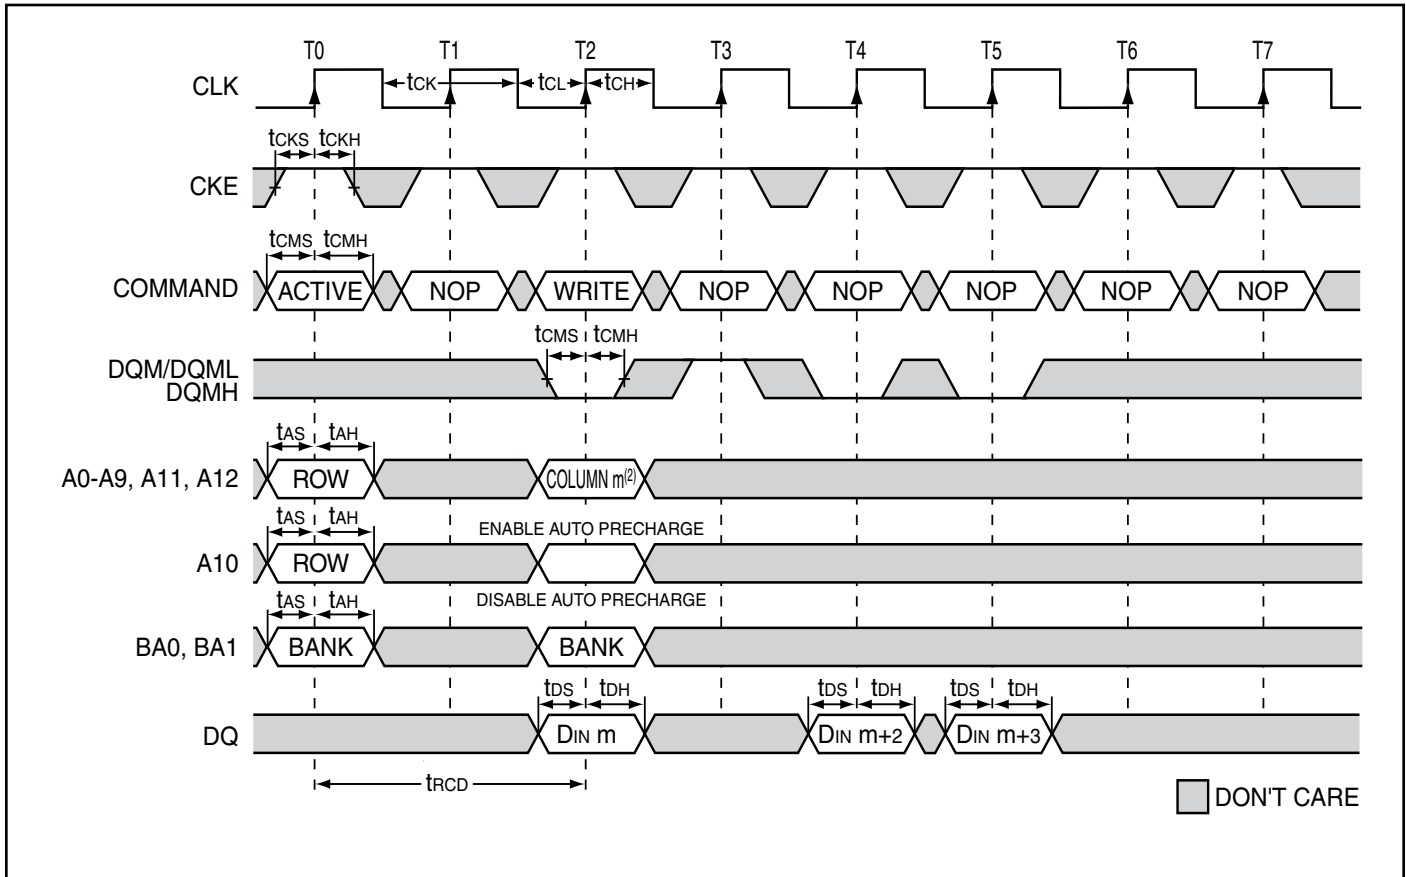 T0 T1 T2 T3 T4 T5 T6 T7
CLK tCK tCL tCH
tCKS tCKH
CKE
tCMS tCMH
COMMAND ACTIVE NOP WRITE NOP NOP NOP NOP NOP
tCMS tCMH
DQM/DQML
DQMH
tAS tAH
A0-A9, A11, A12 ROW COLUMN m(2)
tAS tAH ENABLE AUTO PRECHARGE
A10 ROW
tAS tAH DISABLE AUTO PRECHARGE
BA0, BA1 BANK BANK
tDS tDH tDS tDH tDS tDH
DQ DIN m DIN m+2 DIN m+3
tRCD
DON'T CARE